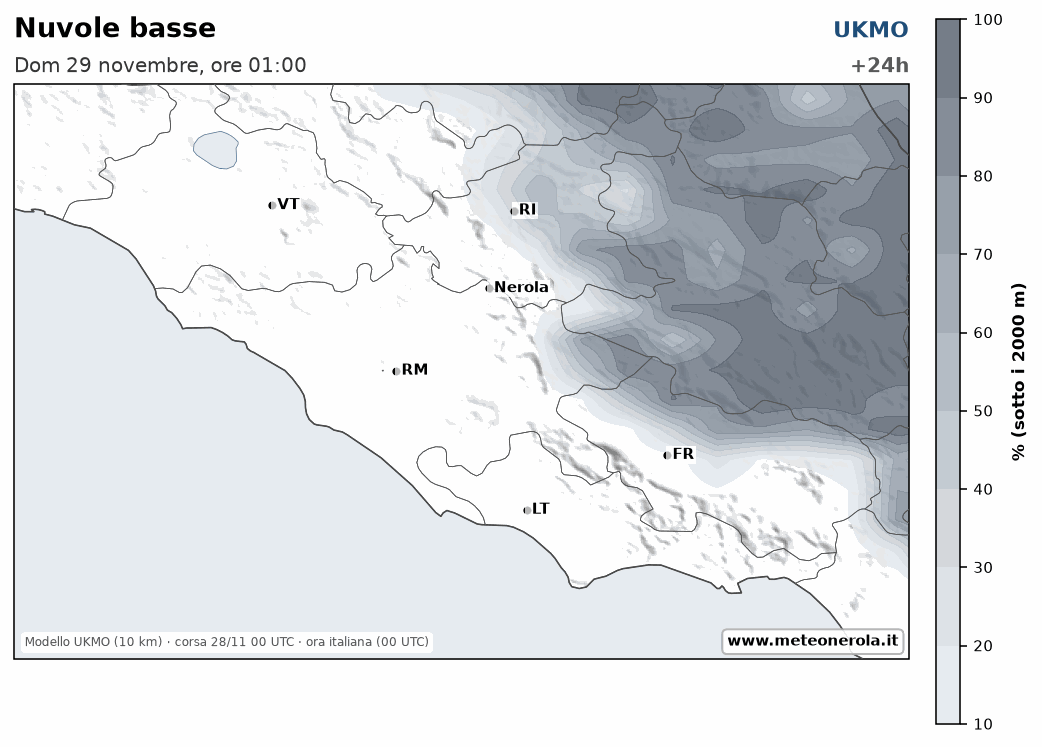 Nuvole basse
UKMO
Dom 29 novembre, ore 01:00
+24h
100
90
80
70
60
50
40
30
20
10
% (sotto i 2000 m)
VT
RI
Nerola
RM
FR
LT
Modello UKMO (10 km) · corsa 28/11 00 UTC · ora italiana (00 UTC)
www.meteonerola.it